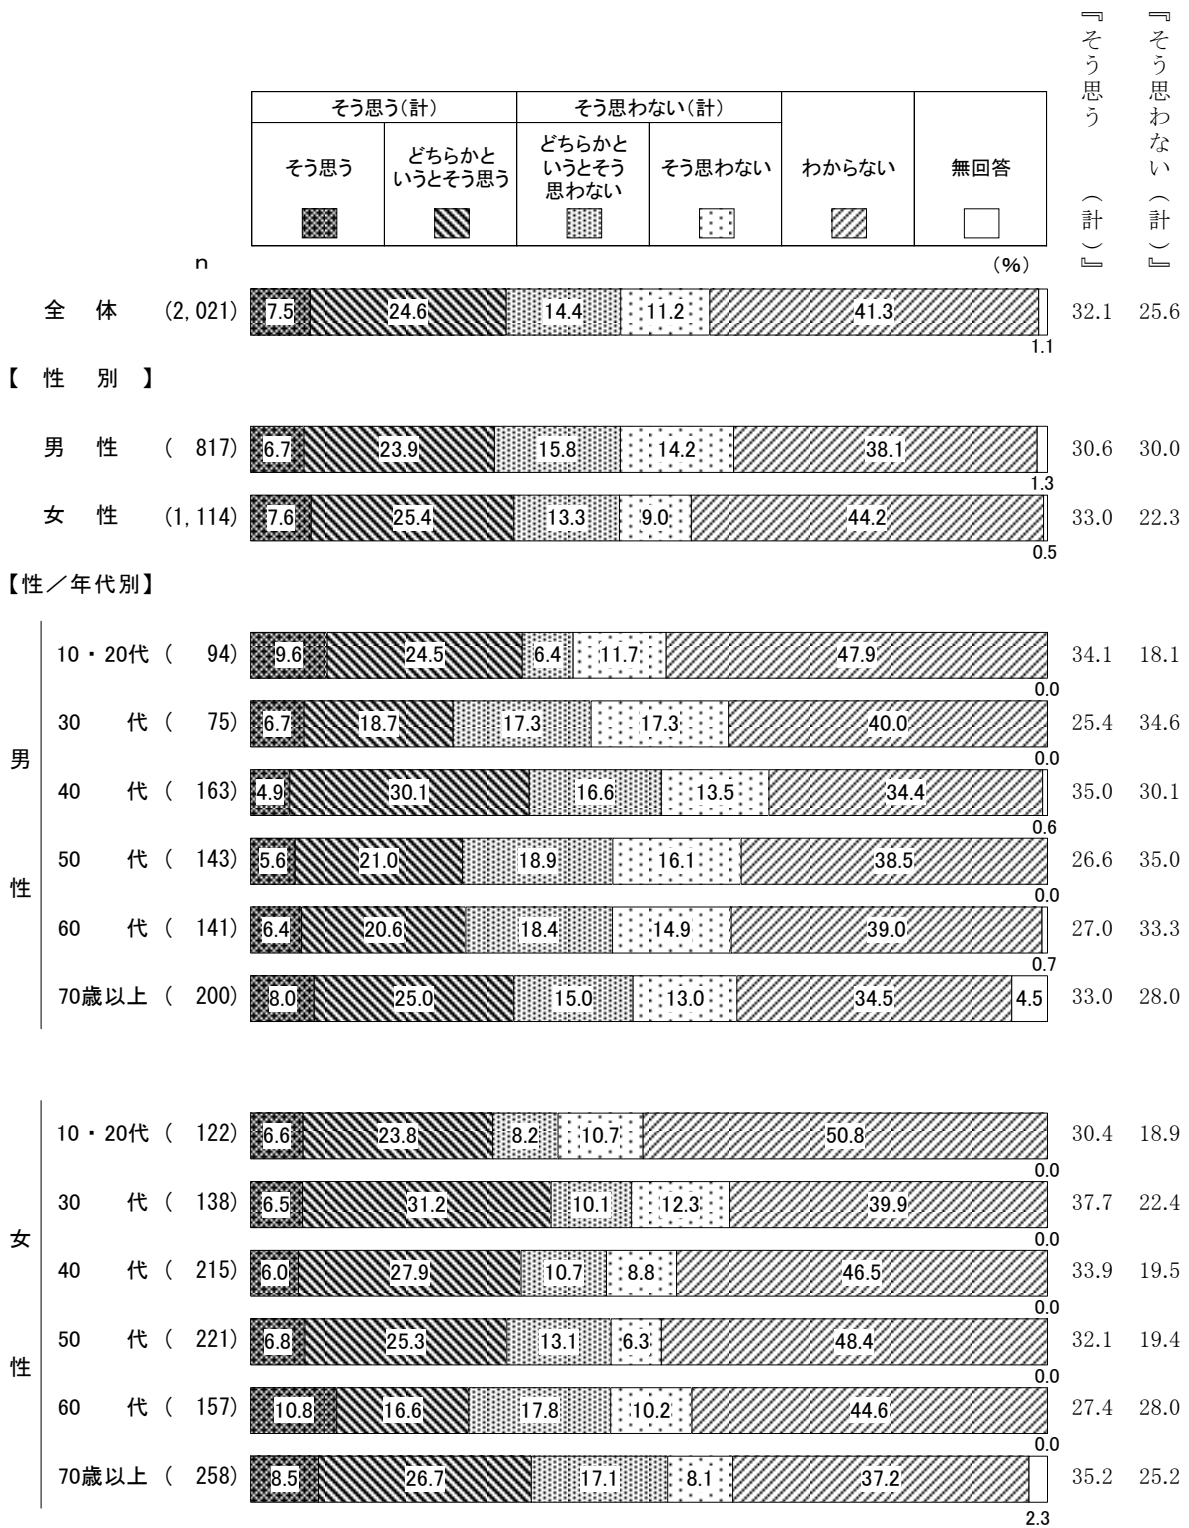 『そう思う（計）』
『そう思わない（計）』
そう思う(計)
そう思わない(計)
そう思う
どちらかと
いうとそう思う
どちらかと
いうとそう
思わない
そう思わない
わからない
無回答
n
(%)
全体 (2,021) 7.5 24.6 14.4 11.2 41.3 32.1 25.6
1.1
【性別】
男性 ( 817) 6.7 23.9 15.8 14.2 38.1 30.6 30.0
1.3
女性 (1,114) 7.6 25.4 13.3 9.0 44.2 33.0 22.3
0.5
【性／年代別】
男性
10・20代 ( 94) 9.6 24.5 6.4 11.7 47.9 34.1 18.1
0.0
30代 ( 75) 6.7 18.7 17.3 17.3 40.0 25.4 34.6
0.0
40代 ( 163) 4.9 30.1 16.6 13.5 34.4 35.0 30.1
0.6
50代 ( 143) 5.6 21.0 18.9 16.1 38.5 26.6 35.0
0.0
60代 ( 141) 6.4 20.6 18.4 14.9 39.0 27.0 33.3
0.7
70歳以上 ( 200) 8.0 25.0 15.0 13.0 34.5 4.5 33.0 28.0
女性
10・20代 ( 122) 6.6 23.8 8.2 10.7 50.8 30.4 18.9
0.0
30代 ( 138) 6.5 31.2 10.1 12.3 39.9 37.7 22.4
0.0
40代 ( 215) 6.0 27.9 10.7 8.8 46.5 33.9 19.5
0.0
50代 ( 221) 6.8 25.3 13.1 6.3 48.4 32.1 19.4
0.0
60代 ( 157) 10.8 16.6 17.8 10.2 44.6 27.4 28.0
0.0
70歳以上 ( 258) 8.5 26.7 17.1 8.1 37.2 35.2 25.2
2.3